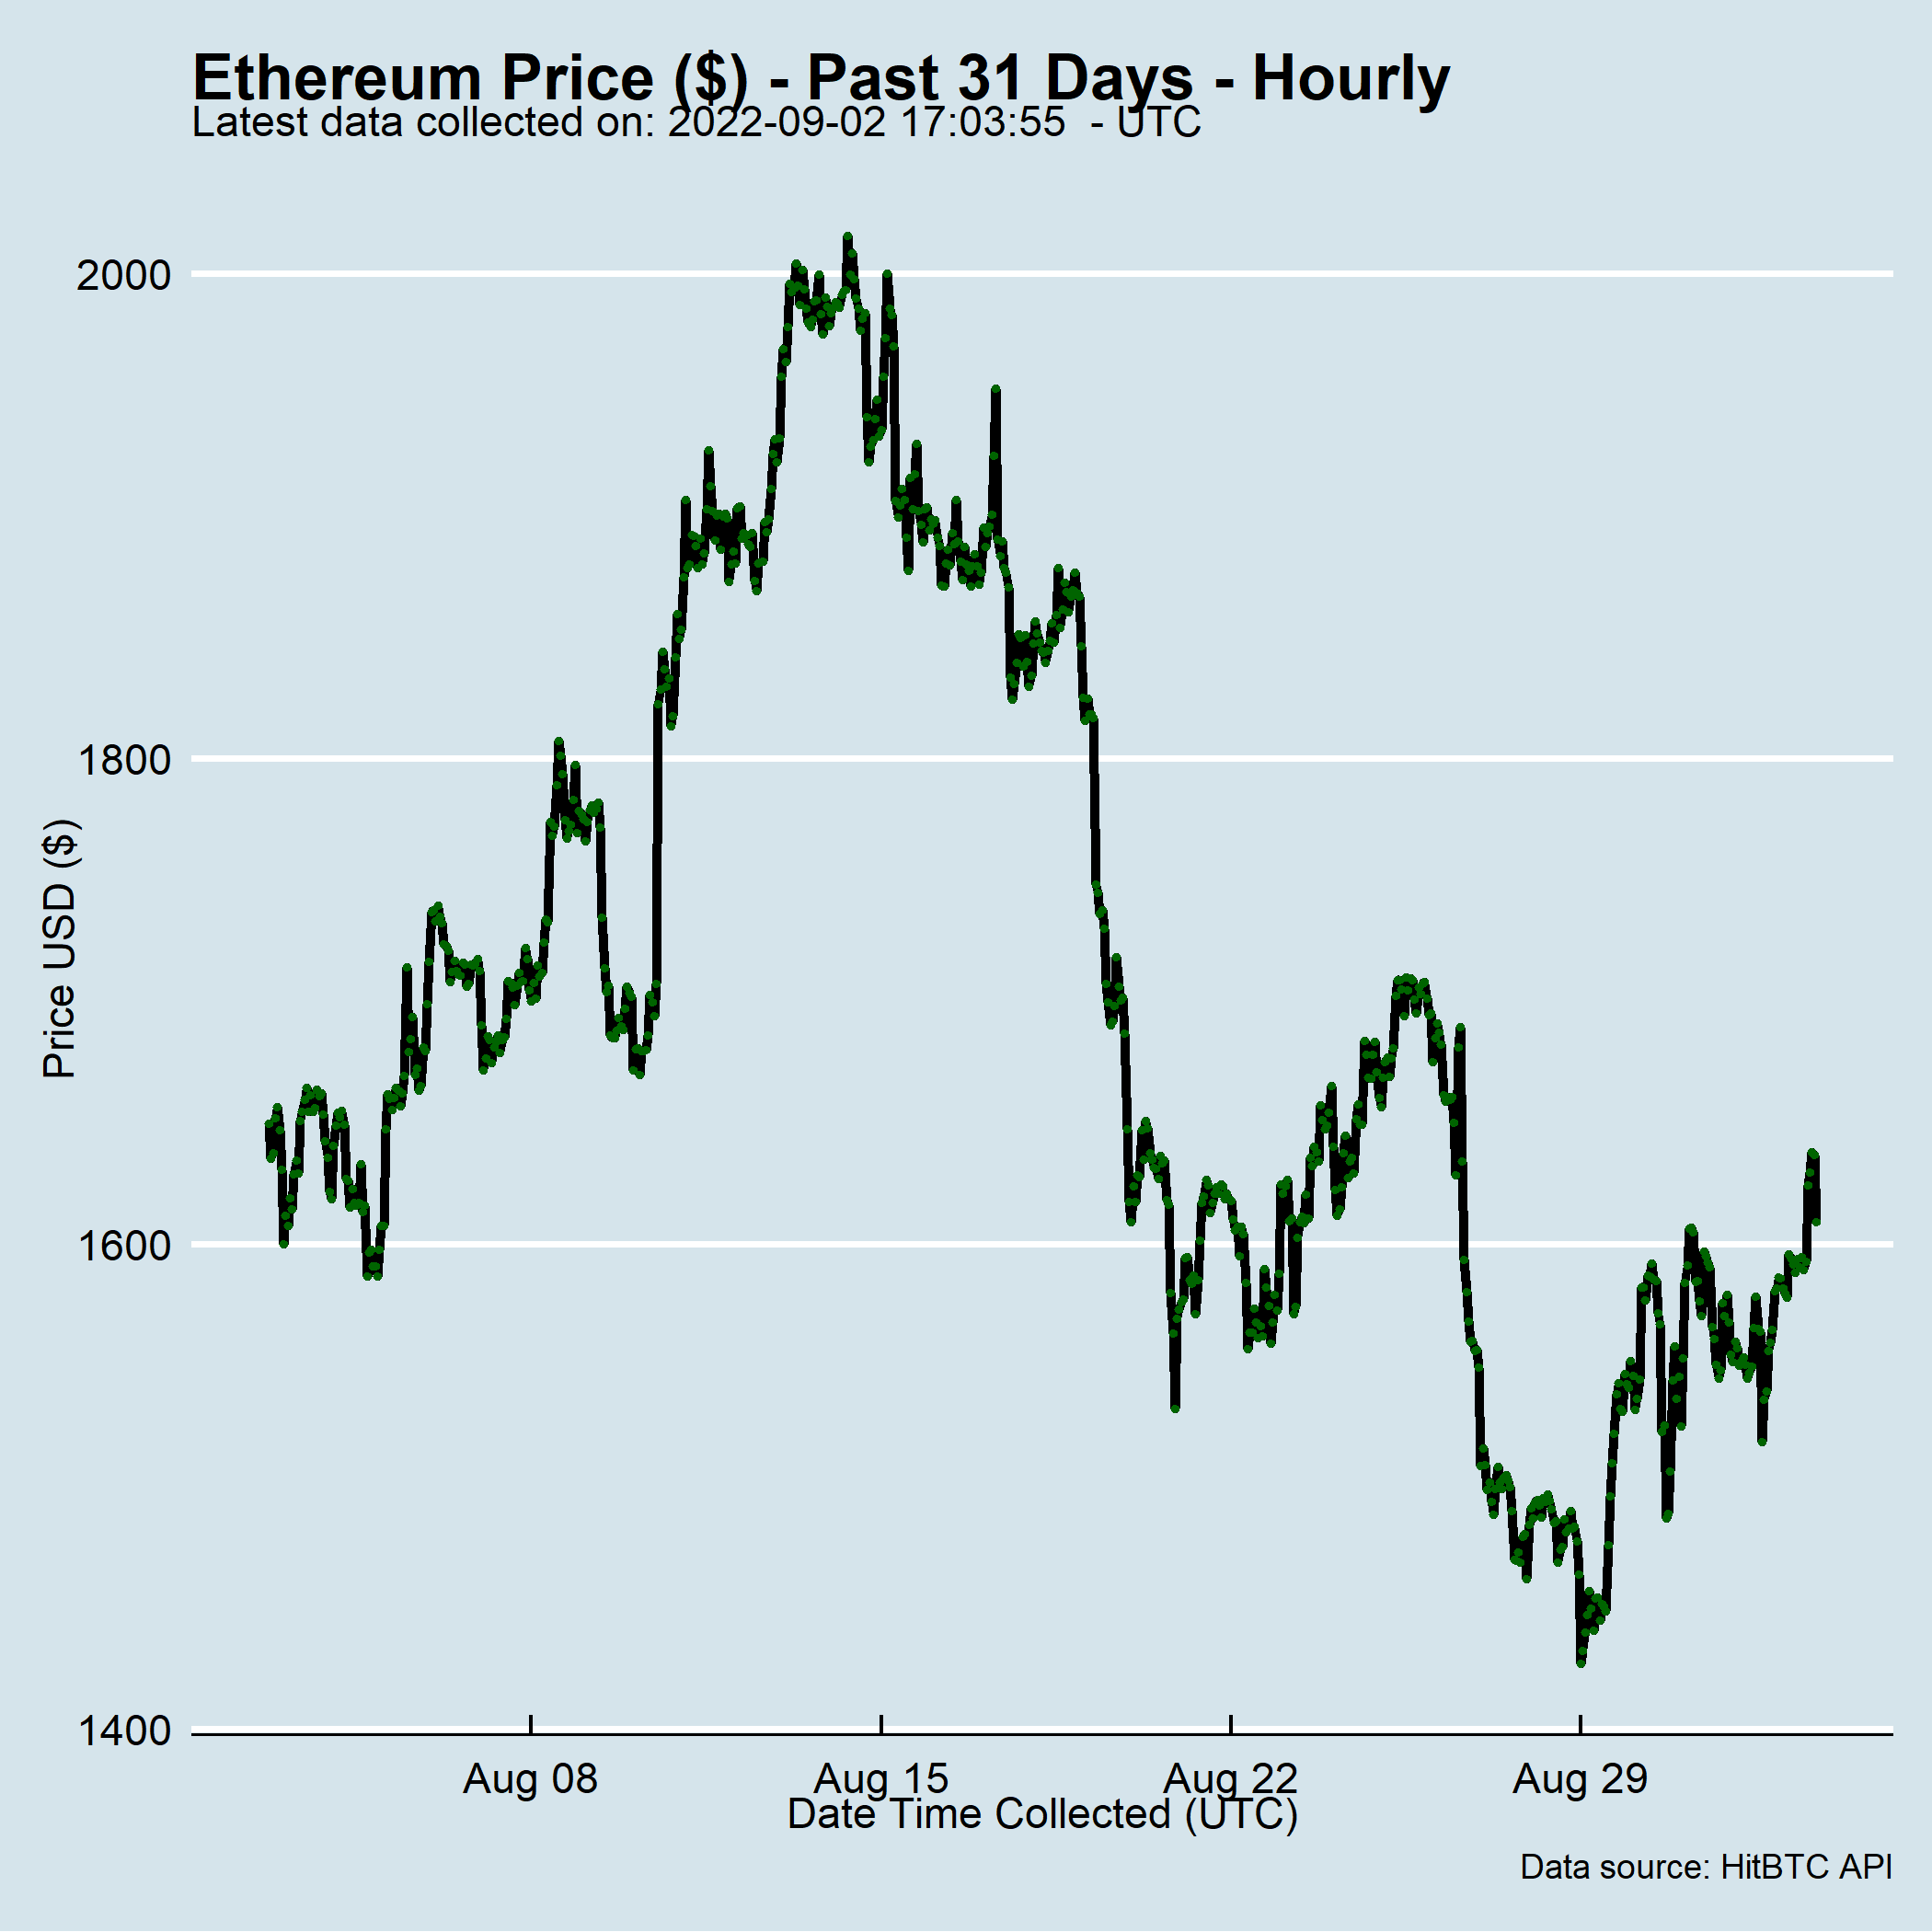 Ethereum Price ($) - Past 31 Days - Hourly
Latest data collected on: 2022-09-02 17:03:55  - UTC
2000
1800
1600
1400
Price USD ($)
Aug 08
Aug 15
Aug 22
Aug 29
Date Time Collected (UTC)
Data source: HitBTC API